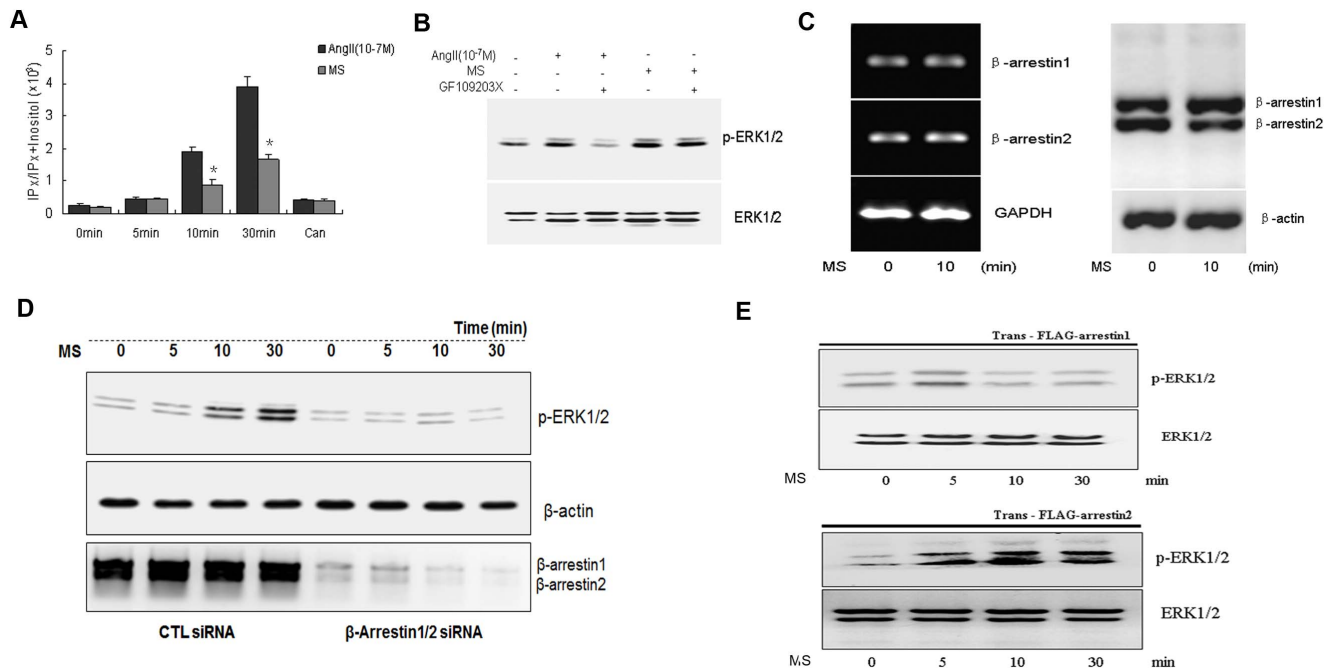 A
AngII(10-7M)
MS
IPx/IPx+Inositol (×10³)
5
4
3
2
1
0
*
*
0min 5min 10min 30min Can
B
AngII(10⁻⁷M) - + + - -
MS - - - + +
GF109203X - - + - +
p-ERK1/2
ERK1/2
C
β-arrestin1
β-arrestin2
GAPDH
MS 0 10 (min)
β-arrestin1
β-arrestin2
β-actin
MS 0 10 (min)
D
Time (min)
MS 0 5 10 30 0 5 10 30
p-ERK1/2
β-actin
β-arrestin1
β-arrestin2
CTL siRNA β-Arrestin1/2 siRNA
E
Trans - FLAG-arrestin1
p-ERK1/2
ERK1/2
MS 0 5 10 30 min
Trans - FLAG-arrestin2
p-ERK1/2
ERK1/2
MS 0 5 10 30 min